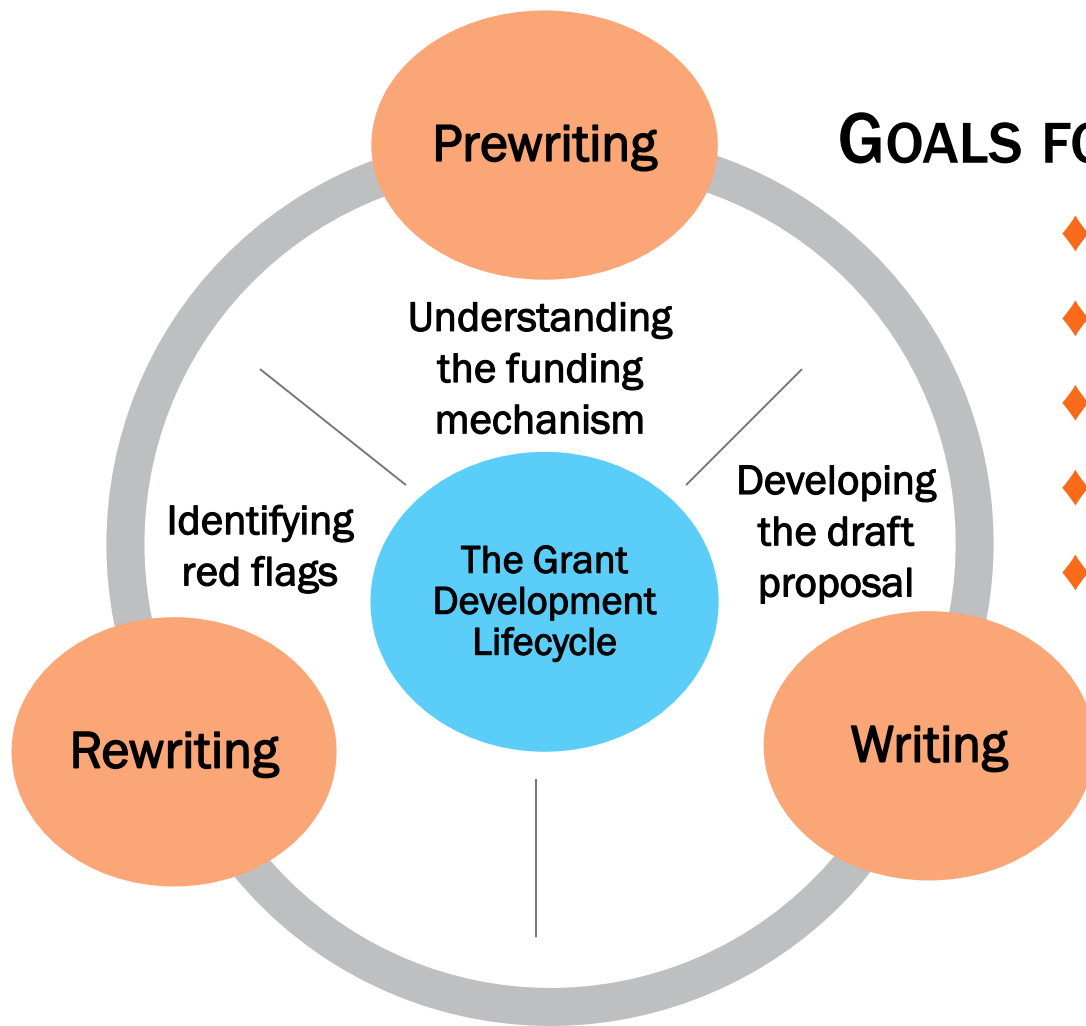 Prewriting
GOALS
Understanding
the funding
mechanism
Developing
the draft
proposal
Identifying
red flags
The Grant
Development
Lifecycle
Rewriting
Writing